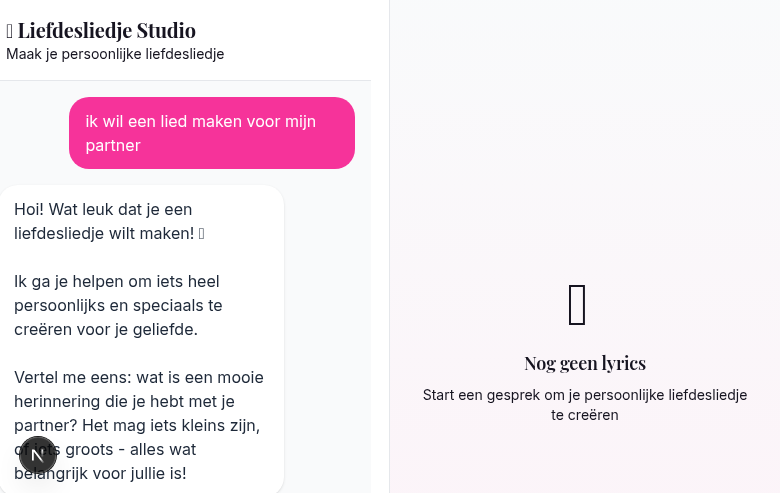 Liefdesliedje Studio
Maak je persoonlijke liefdesliedje
ik wil een lied maken voor mijn
partner
Hoi! Wat leuk dat je een
liefdesliedje wilt maken!
Ik ga je helpen om iets heel
persoonlijks en speciaals te
creëren voor je geliefde.
Vertel me eens: wat is een mooie
herinnering die je hebt met je
partner? Het mag iets kleins zijn,
of iets groots - alles wat
belangrijk voor jullie is!
N
Nog geen lyrics
Start een gesprek om je persoonlijke liefdesliedje
te creëren